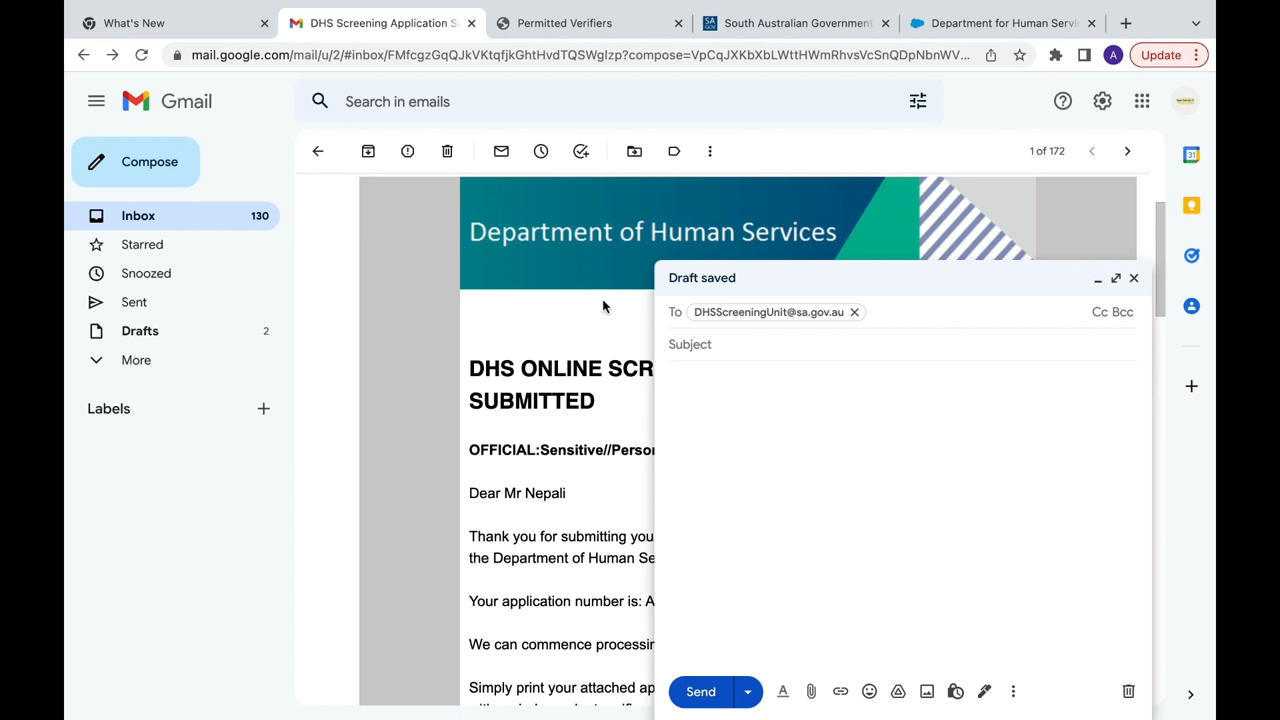 What's New
DHS Screening Application S
Permitted Verifiers
South Australian Government
Department for Human Servi
mail.google.com/mail/u/2/#inbox/FMfcgzGqQJkVKtqfjkGhtHvdTQSWglzp?compose=VpCqJXKbXbLWttHWmRhvsVcSnQDpNbnWV...
A
Update
Gmail
Search in emails
Compose
1 of 172
Inbox 130
Starred
Snoozed
Sent
Drafts 2
More
Labels
Department of Human Services
DHS ONLINE SCR
SUBMITTED
OFFICIAL:Sensitive//Person
Dear Mr Nepali
Thank you for submitting you
the Department of Human Se
Your application number is: A
We can commence processin
Simply print your attached ap
Draft saved
To DHSScreeningUnit@sa.gov.au
Cc Bcc
Subject
Send
31